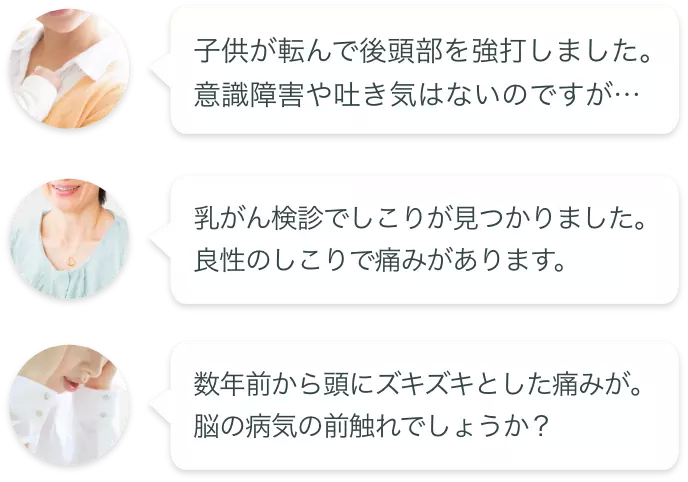 子供が転んで後頭部を強打しました。
意識障害や吐き気はないのですが…
乳がん検診でしこりが見つかりました。
良性のしこりで痛みがあります。
数年前から頭にズキズキとした痛みが。
脳の病気の前触れでしょうか？